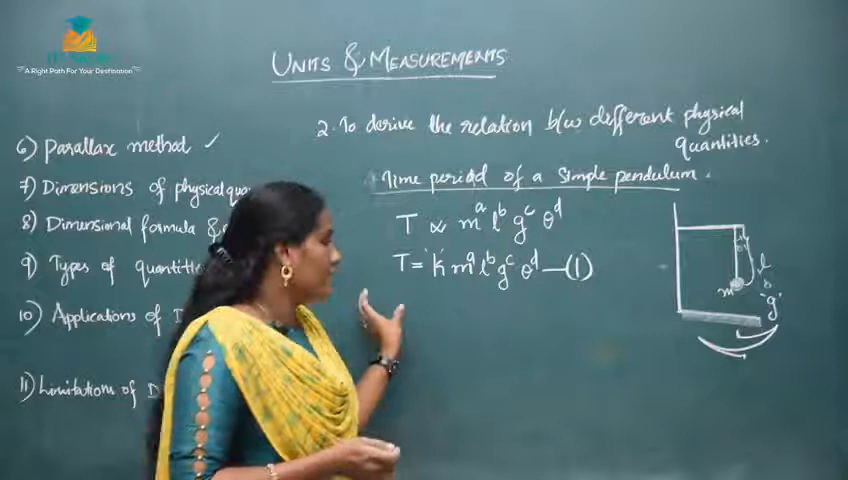 A Right Path For Your Destination
UNITS & MEASUREMENTS
2. To derive the relation b/w different physical
quantities.
Time period of a simple pendulum.
T ∝ m^a l^b g^c θ^d
T = K m^a l^b g^c θ^d —(1)
6) Parallax method ✓
7) Dimensions of physical
8) Dimensional formula &
9) Types of
10) Applications of
11) Limitations of D
l
m
"g"